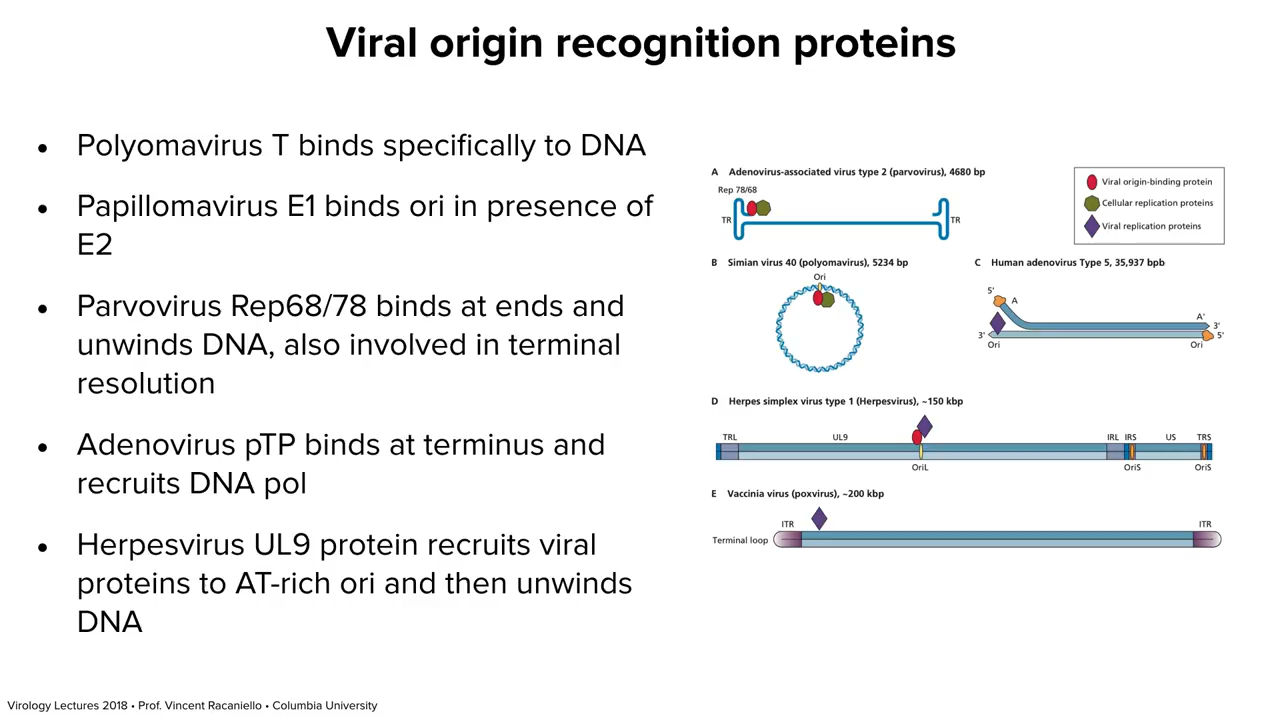 Viral origin recognition proteins
• Polyomavirus T binds specifically to DNA
• Papillomavirus E1 binds ori in presence of
E2
• Parvovirus Rep68/78 binds at ends and
unwinds DNA, also involved in terminal
resolution
• Adenovirus pTP binds at terminus and
recruits DNA pol
• Herpesvirus UL9 protein recruits viral
proteins to AT-rich ori and then unwinds
DNA
A Adenovirus-associated virus type 2 (parvovirus), 4680 bp
Rep 78/68
TR
TR
Viral origin-binding protein
Cellular replication proteins
Viral replication proteins
B Simian virus 40 (polyomavirus), 5234 bp
Ori
C Human adenovirus Type 5, 35,937 bpb
5'
A
A'
3'
3'
5'
Ori
Ori
D Herpes simplex virus type 1 (Herpesvirus), ~150 kbp
TRL
UL9
IRL
IRS
US
TRS
OriL
OriS
OriS
E Vaccinia virus (poxvirus), ~200 kbp
ITR
ITR
Terminal loop
Virology Lectures 2018 • Prof. Vincent Racaniello • Columbia University